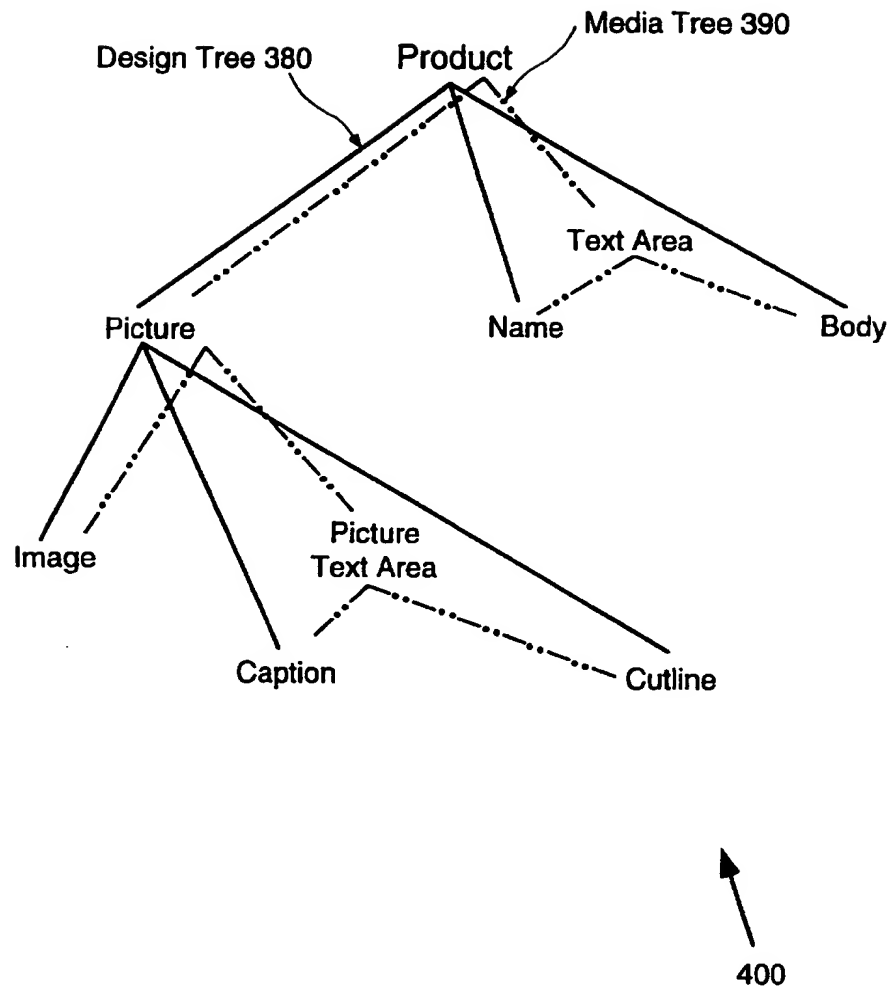 Media Tree 390
Design Tree 380
Product
Text Area
Picture
Name
Body
Picture
Text Area
Image
Caption
Cutline
400